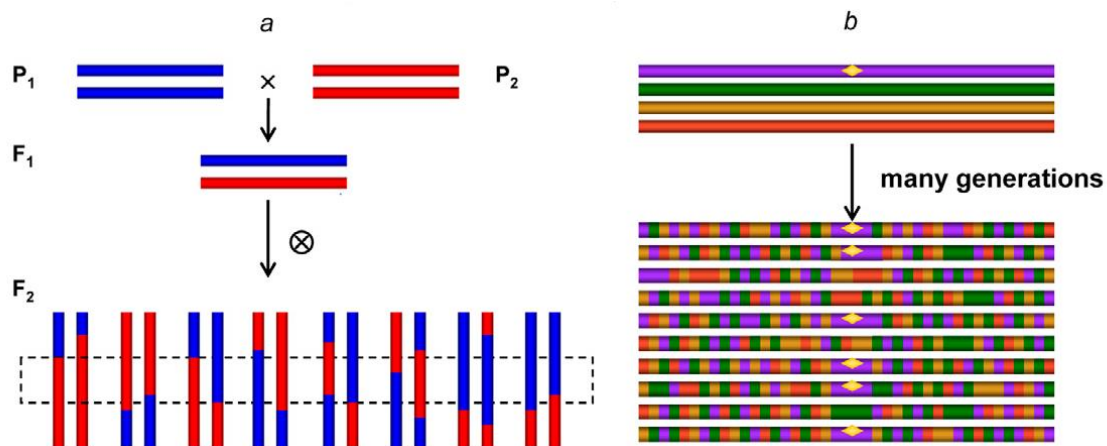 a
b
P₁
×
P₂
F₁
many generations
⊗
F₂